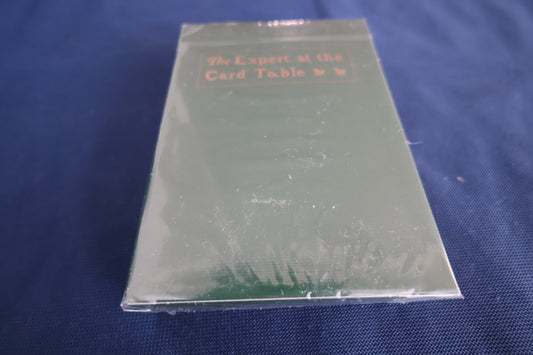 The Expert at the
Card Table